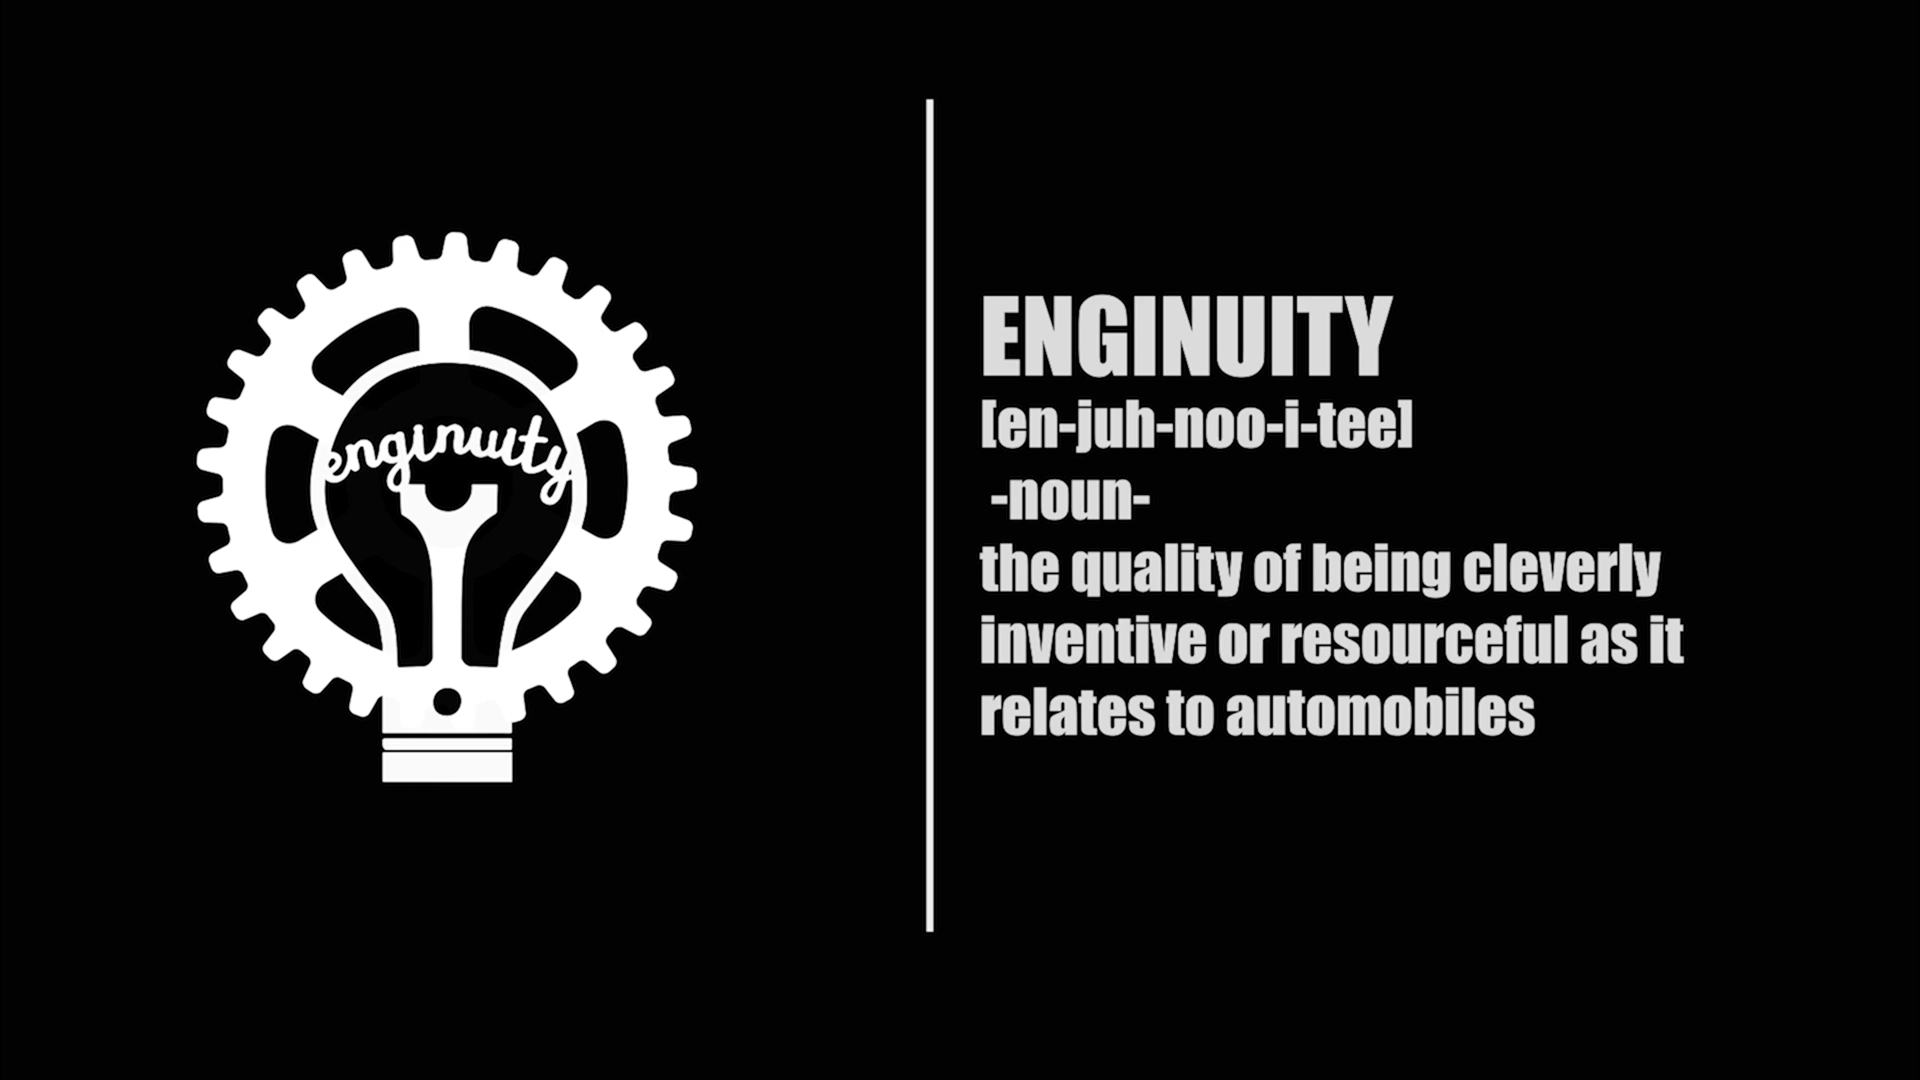 enginuity
ENGINUITY
[en-juh-noo-i-tee]
-noun-
the quality of being cleverly
inventive or resourceful as it
relates to automobiles